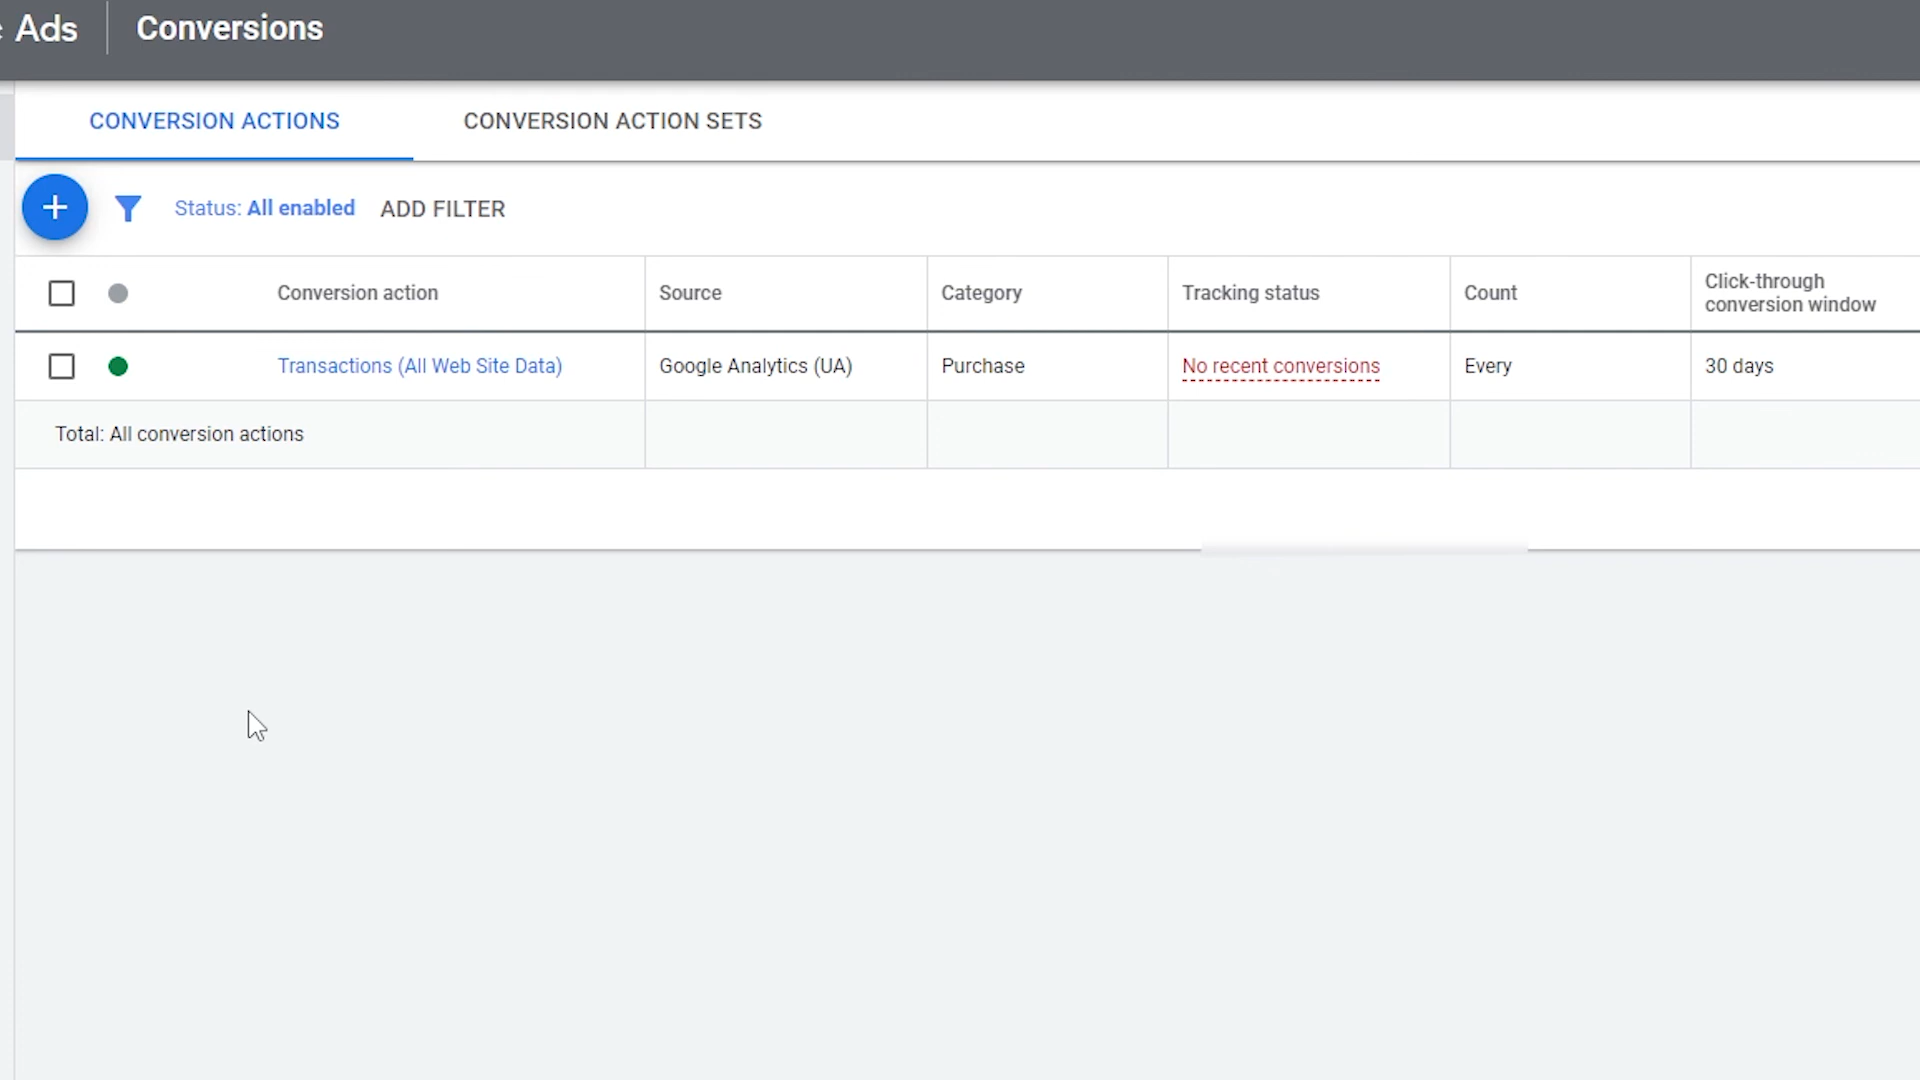 Ads
Conversions
CONVERSION ACTIONS
CONVERSION ACTION SETS
Status: All enabled
ADD FILTER
Conversion action
Source
Category
Tracking status
Count
Click-through
conversion window
Transactions (All Web Site Data)
Google Analytics (UA)
Purchase
No recent conversions
Every
30 days
Total: All conversion actions